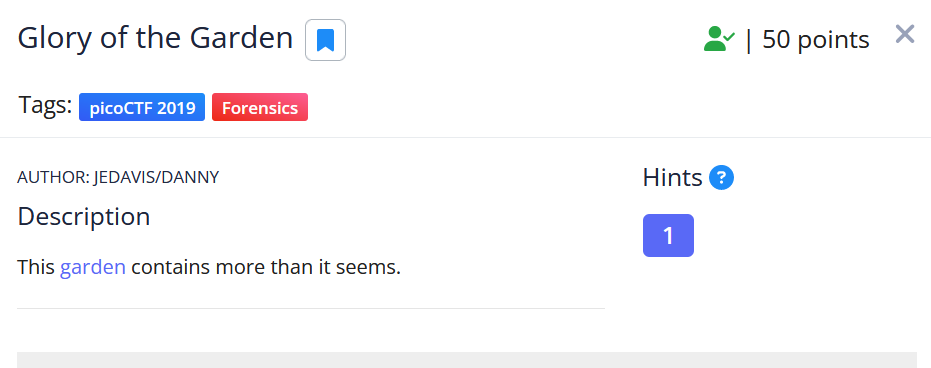 Glory of the Garden
| 50 points
Tags: picoCTF 2019 Forensics
AUTHOR: JEDAVIS/DANNY
Hints ?
Description
1
This garden contains more than it seems.